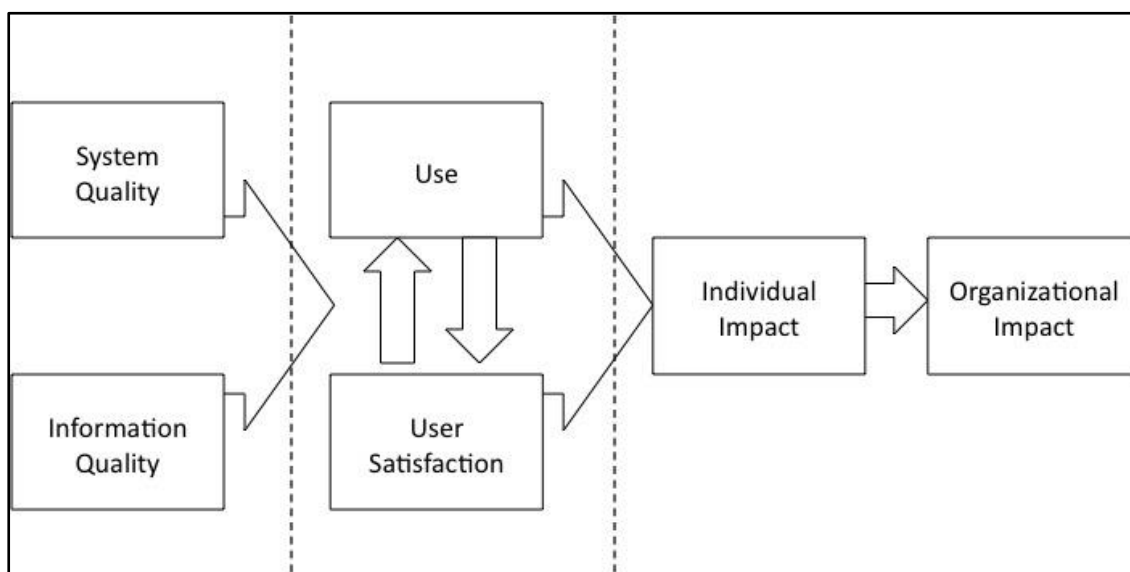 System
Quality
Use
Individual
Impact
Organizational
Impact
Information
Quality
User
Satisfaction